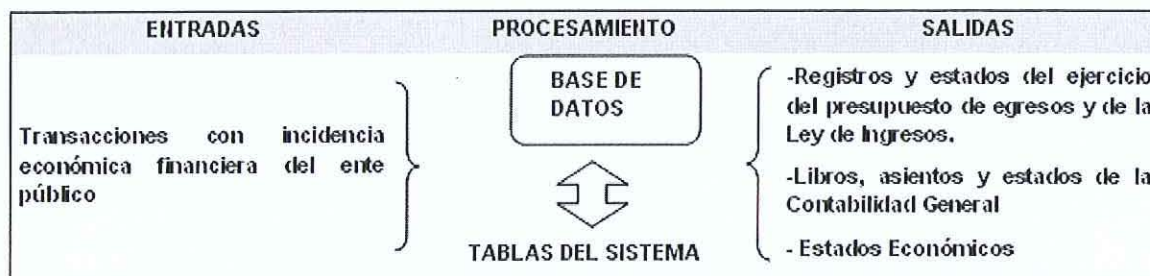 ENTRADAS PROCESAMIENTO SALIDAS
Transacciones con incidencia
económica financiera del ente
público
BASE DE
DATOS
TABLAS DEL SISTEMA
-Registros y estados del ejercicio
del presupuesto de egresos y de la
Ley de Ingresos.
-Libros, asientos y estados de la
Contabilidad General
- Estados Económicos